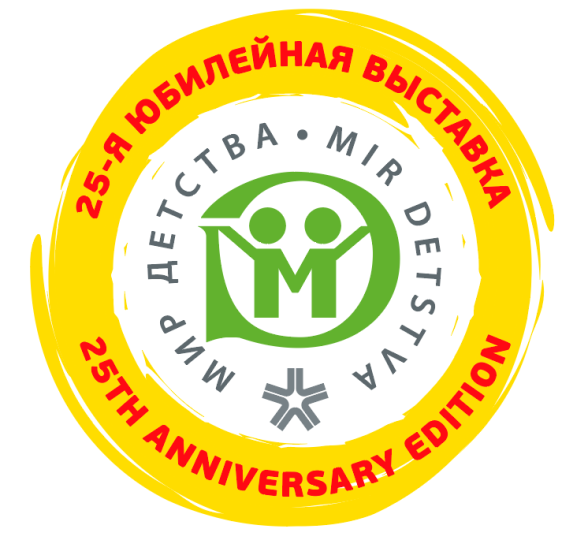 25-Я ЮБИЛЕЙНАЯ ВЫСТАВКА
МИР ДЕТСТВА • MIR DETSTVA
M
25TH ANNIVERSARY EDITION